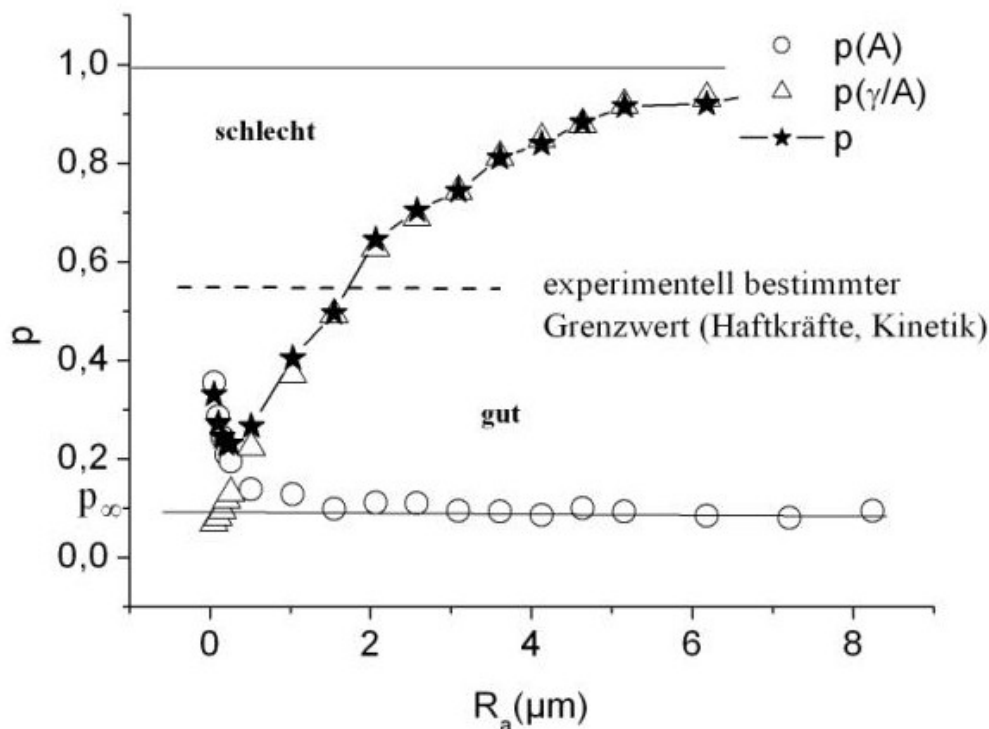 1,0
0,8
0,6
0,4
0,2
p∞
0,0
p
schlecht
p(A)
p(γ/A)
p
experimentell bestimmter
Grenzwert (Haftkräfte, Kinetik)
gut
0 2 4 6 8
Ra(μm)